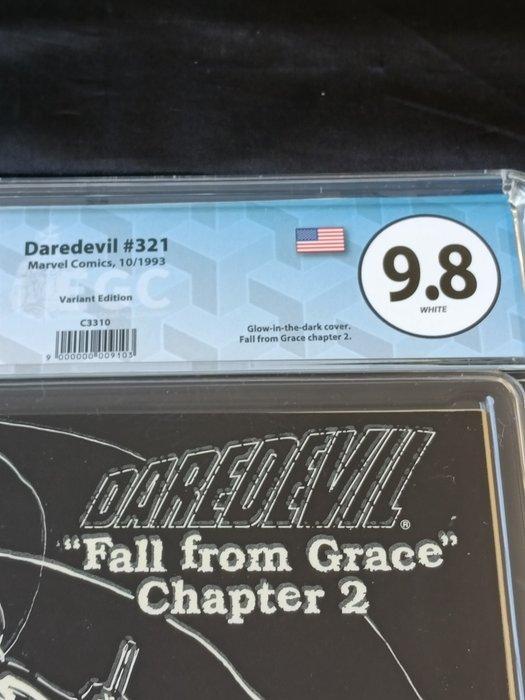 Daredevil #321
Marvel Comics, 10/1993
EGC
Variant Edition
C3310
9 000000 009103
Glow-in-the-dark cover.
Fall from Grace chapter 2.
9.8
WHITE
DAREDEVIL®
"Fall from Grace"
Chapter 2